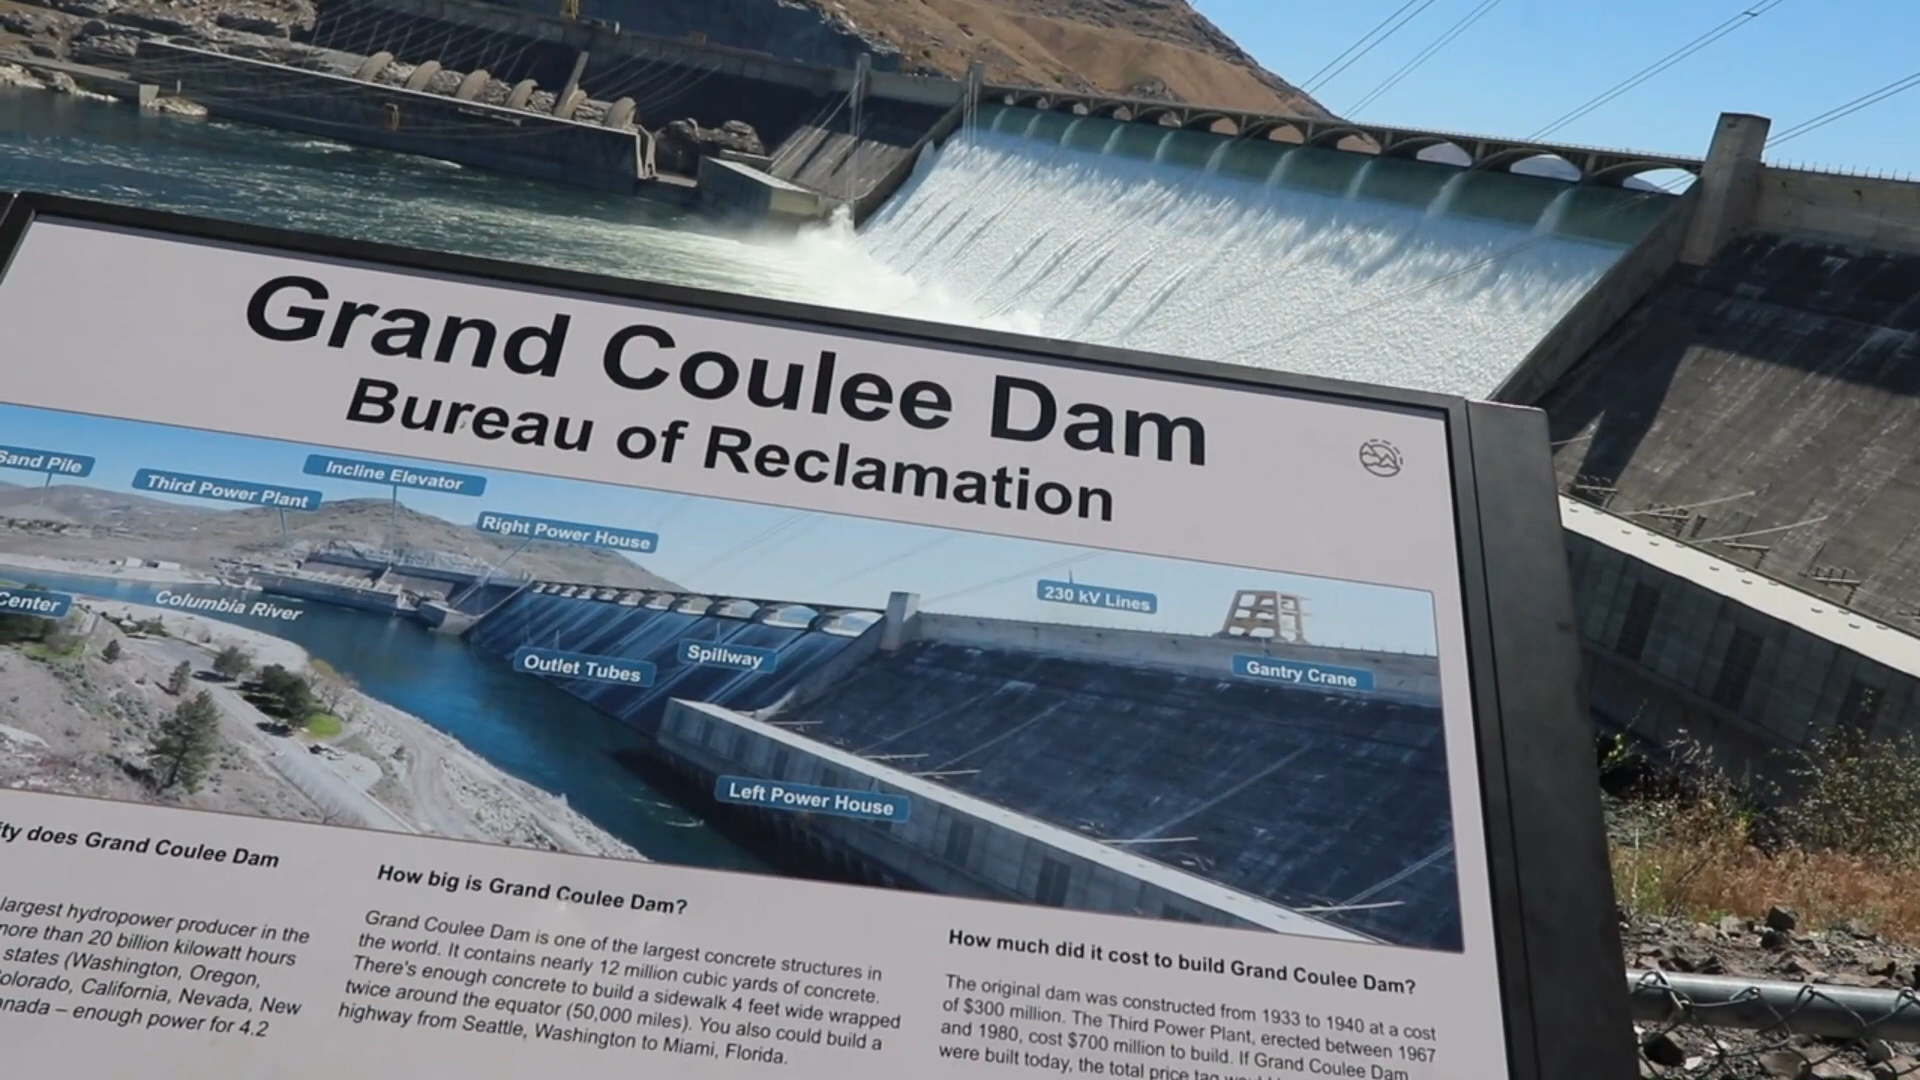 Grand Coulee Dam
Bureau of Reclamation
Sand Pile
Third Power Plant
Incline Elevator
Right Power House
230 kV Lines
Center
Columbia River
Outlet Tubes
Spillway
Gantry Crane
Left Power House
ity does Grand Coulee Dam
largest hydropower producer in the
more than 20 billion kilowatt hours
states (Washington, Oregon,
Colorado, California, Nevada, New
anada – enough power for 4.2
How big is Grand Coulee Dam?
Grand Coulee Dam is one of the largest concrete structures in
the world. It contains nearly 12 million cubic yards of concrete.
There's enough concrete to build a sidewalk 4 feet wide wrapped
twice around the equator (50,000 miles). You also could build a
highway from Seattle, Washington to Miami, Florida.
How much did it cost to build Grand Coulee Dam?
The original dam was constructed from 1933 to 1940 at a cost
of $300 million. The Third Power Plant, erected between 1967
and 1980, cost $700 million to build. If Grand Coulee Dam
were built today, the total price tag